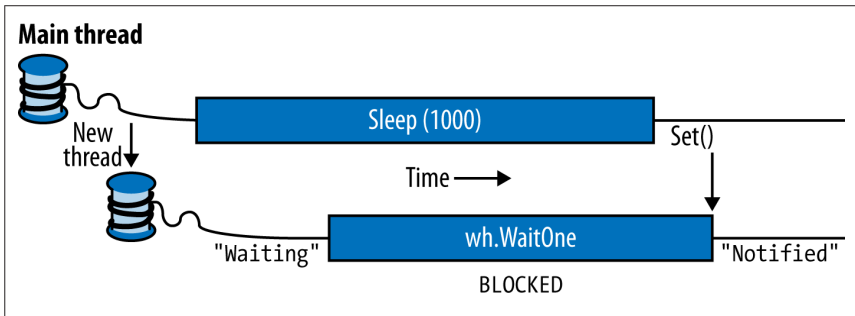 Main thread
Sleep (1000)
New
thread
Set()
Time
wh.WaitOne
"Waiting"
"Notified"
BLOCKED